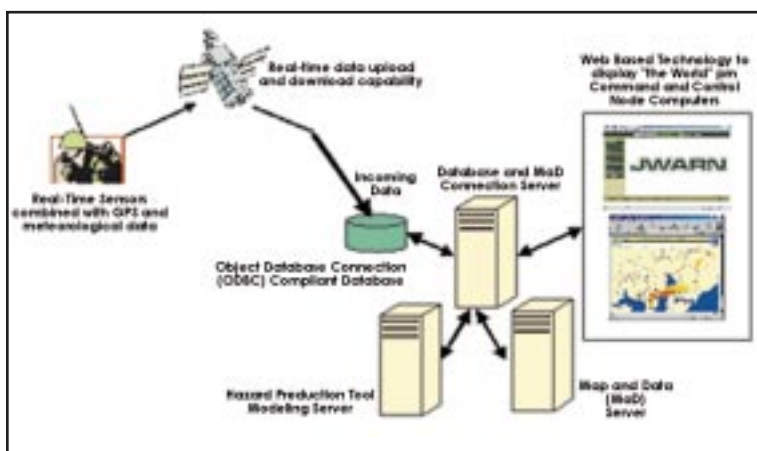 Real-time data upload
and download capability
Web Based Technology to
display "the World" pm
Command and Control
Node Computers
JWARN
Real-Time Sensors
combined with GPS and
meteorological data
Incoming
Data
Database and MaD
Connection Server
Object Database Connection
(ODBC) Compliant Database
Hazard Production Tool
Modeling Server
Map and Data
(MaD)
Server